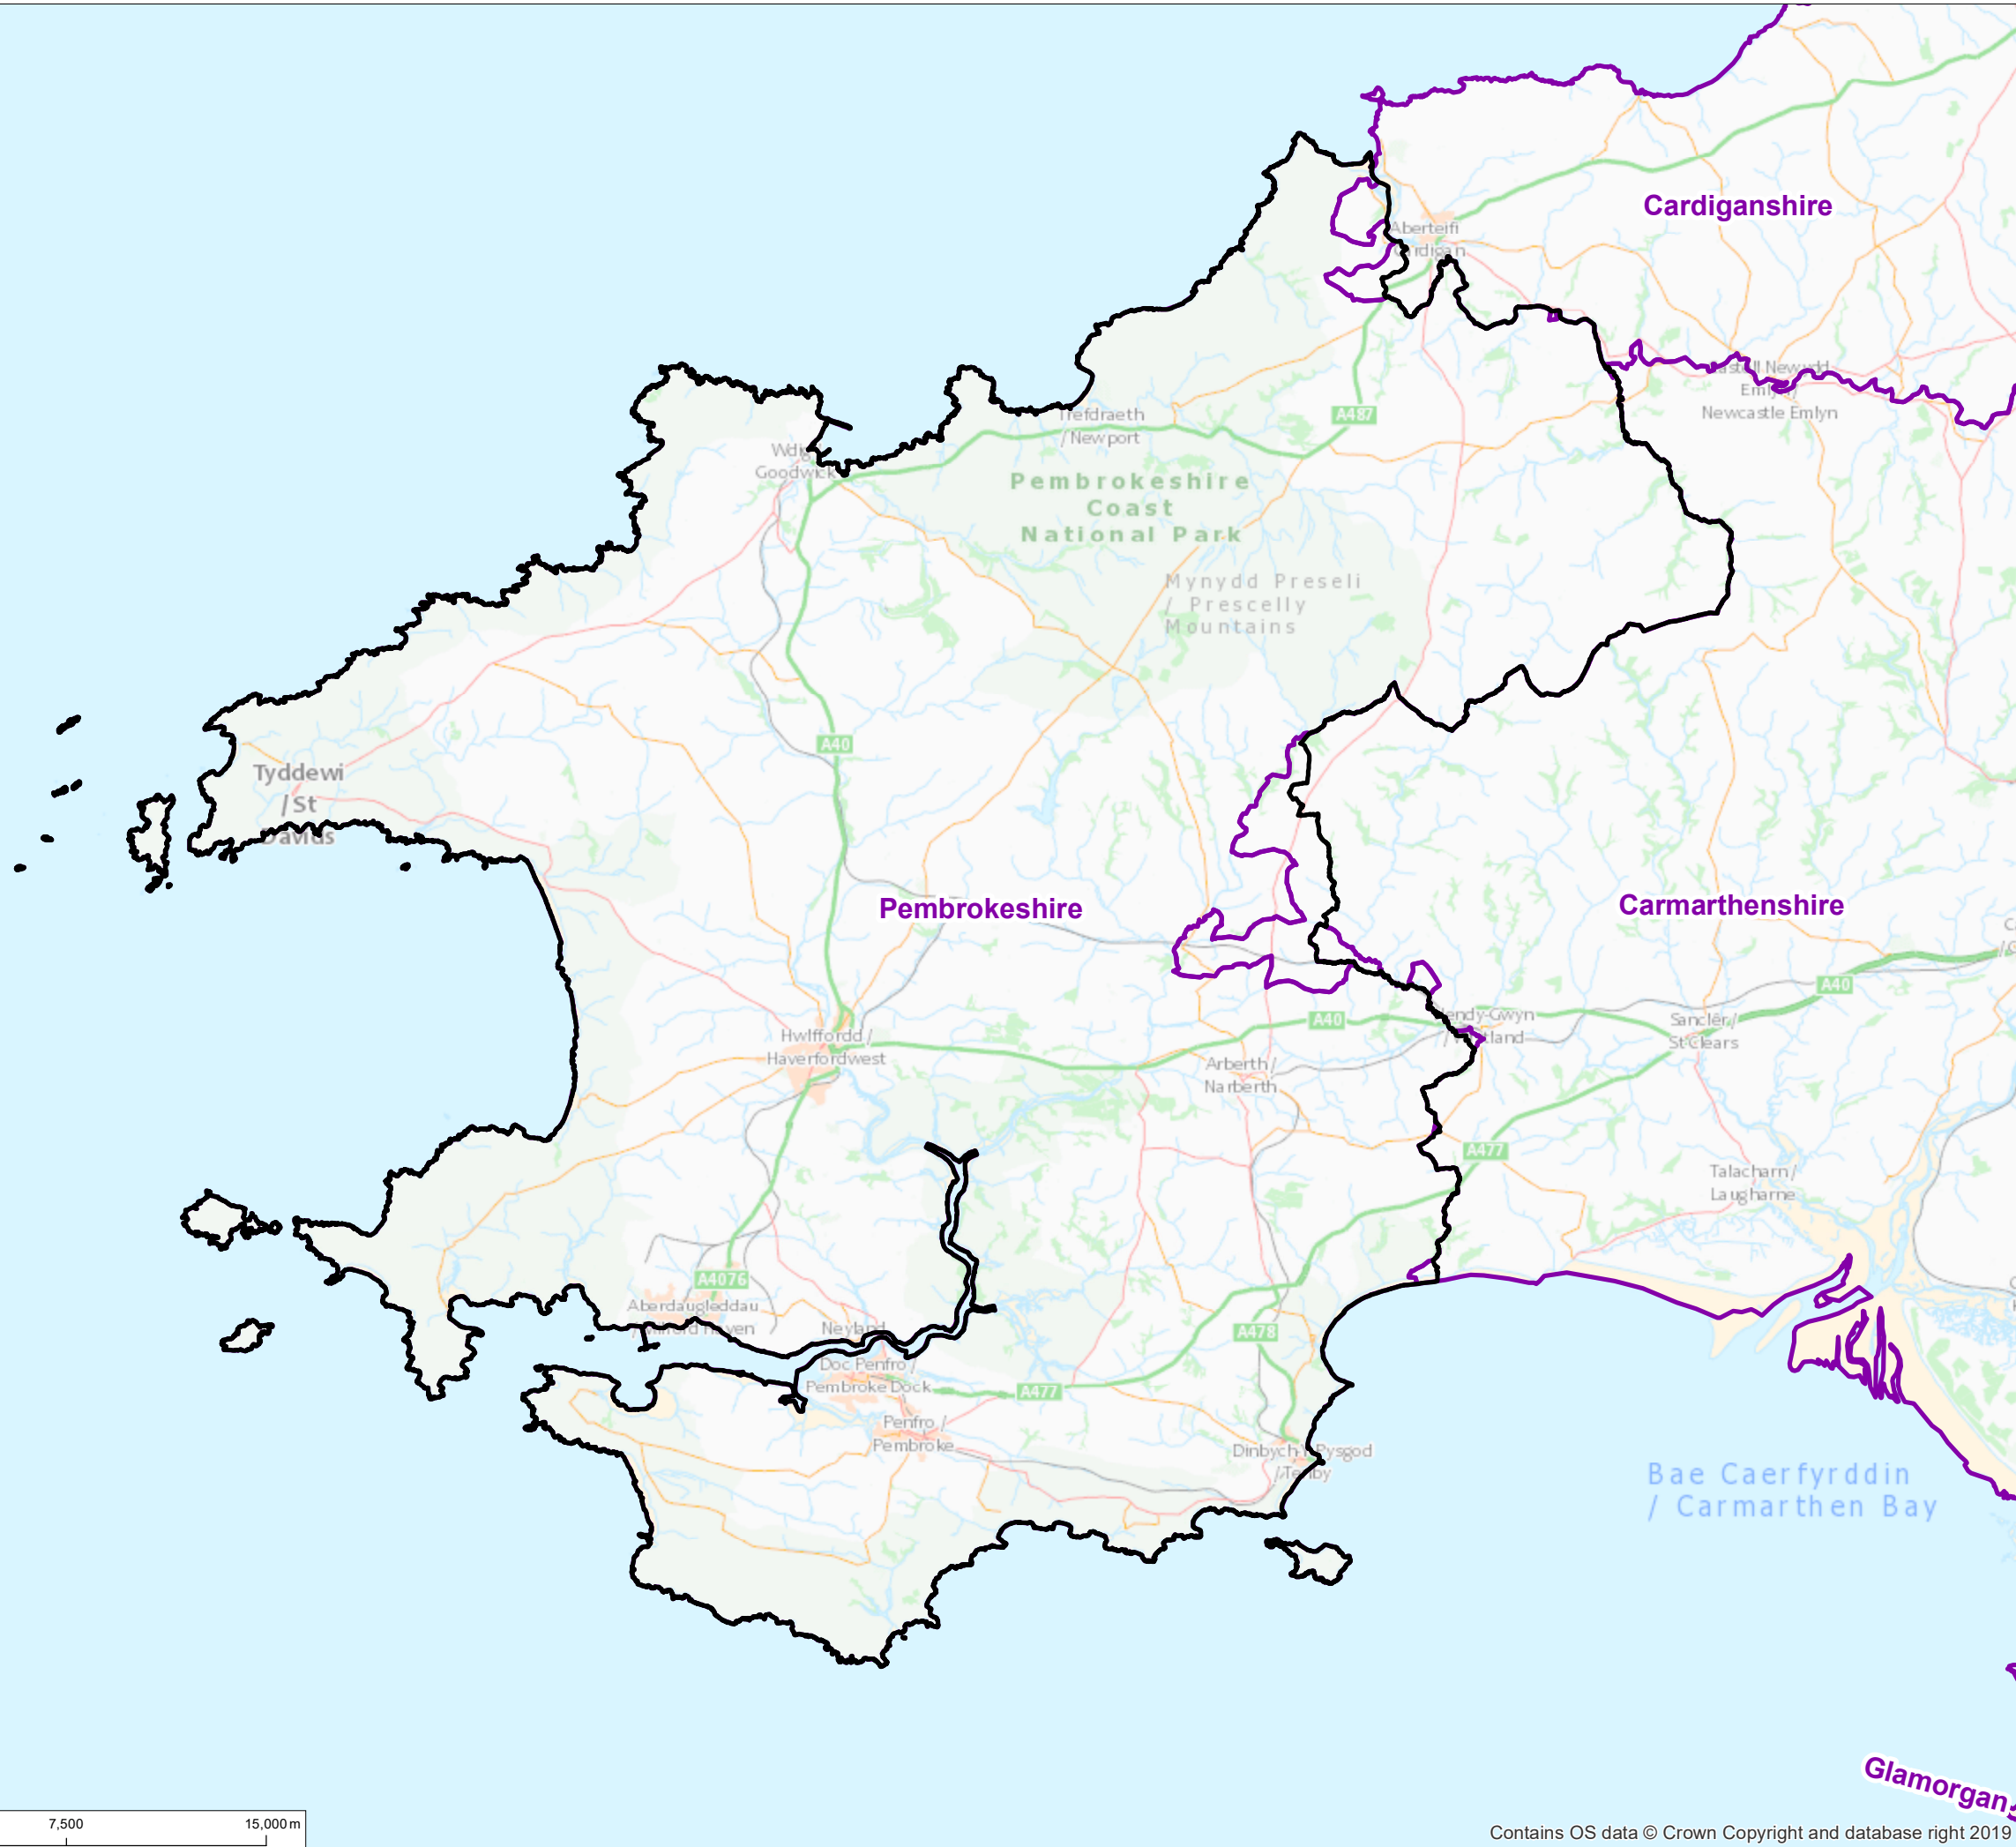 Cardiganshire
Aberteifi
Emlyn /
Newcastle Emlyn
Trefdraeth
/ Newport
A487
Goodwick
Pembrokeshire
Coast
National Park
Mynydd Preseli
/ Prescelly
Mountains
A40
Tyddewi
/ St
Davids
Pembrokeshire
Carmarthenshire
A40
A40
Sanclêr /
St Clears
Hwlffordd /
Haverfordwest
Arberth /
Narberth
A477
Talacharn /
Laugharne
A4076
Aberdaugleddau
Neyland
A478
Doc Penfro /
Pembroke Dock
A477
Penfro /
Pembroke
Dinbych-Y-Pysgod
/ Tenby
Bae Caerfyrddin
/ Carmarthen Bay
Glamorgan
7,500
15,000 m
Contains OS data © Crown Copyright and database right 2019